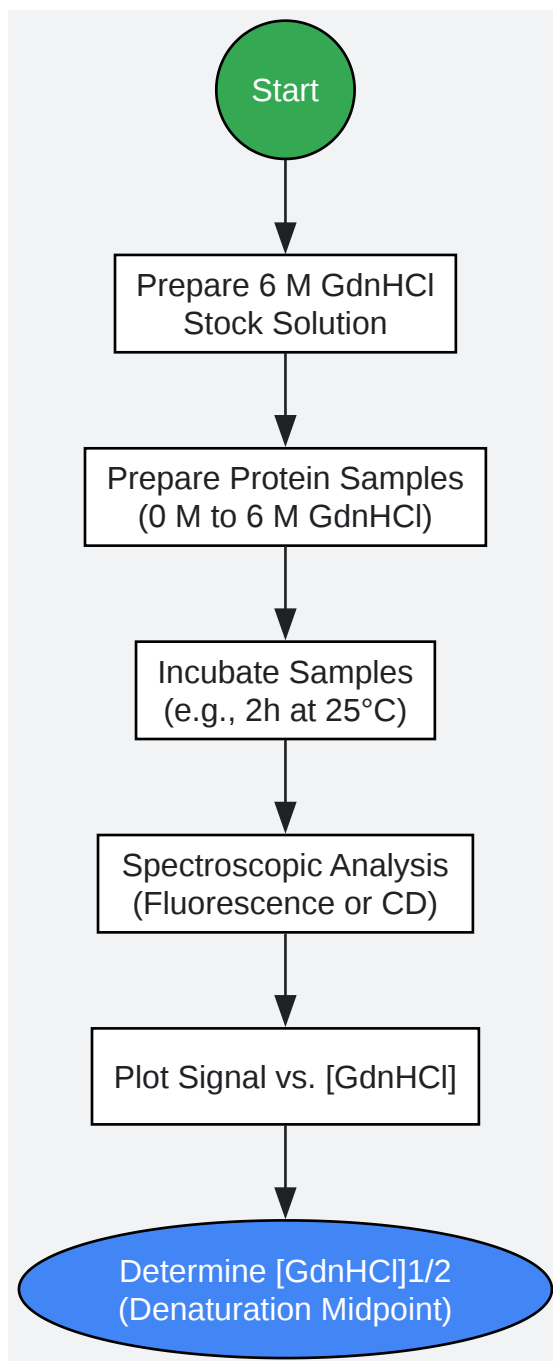 Start
Prepare 6 M GdnHCl
Stock Solution
Prepare Protein Samples
(0 M to 6 M GdnHCl)
Incubate Samples
(e.g., 2h at 25°C)
Spectroscopic Analysis
(Fluorescence or CD)
Plot Signal vs. [GdnHCl]
Determine [GdnHCl]1/2
(Denaturation Midpoint)